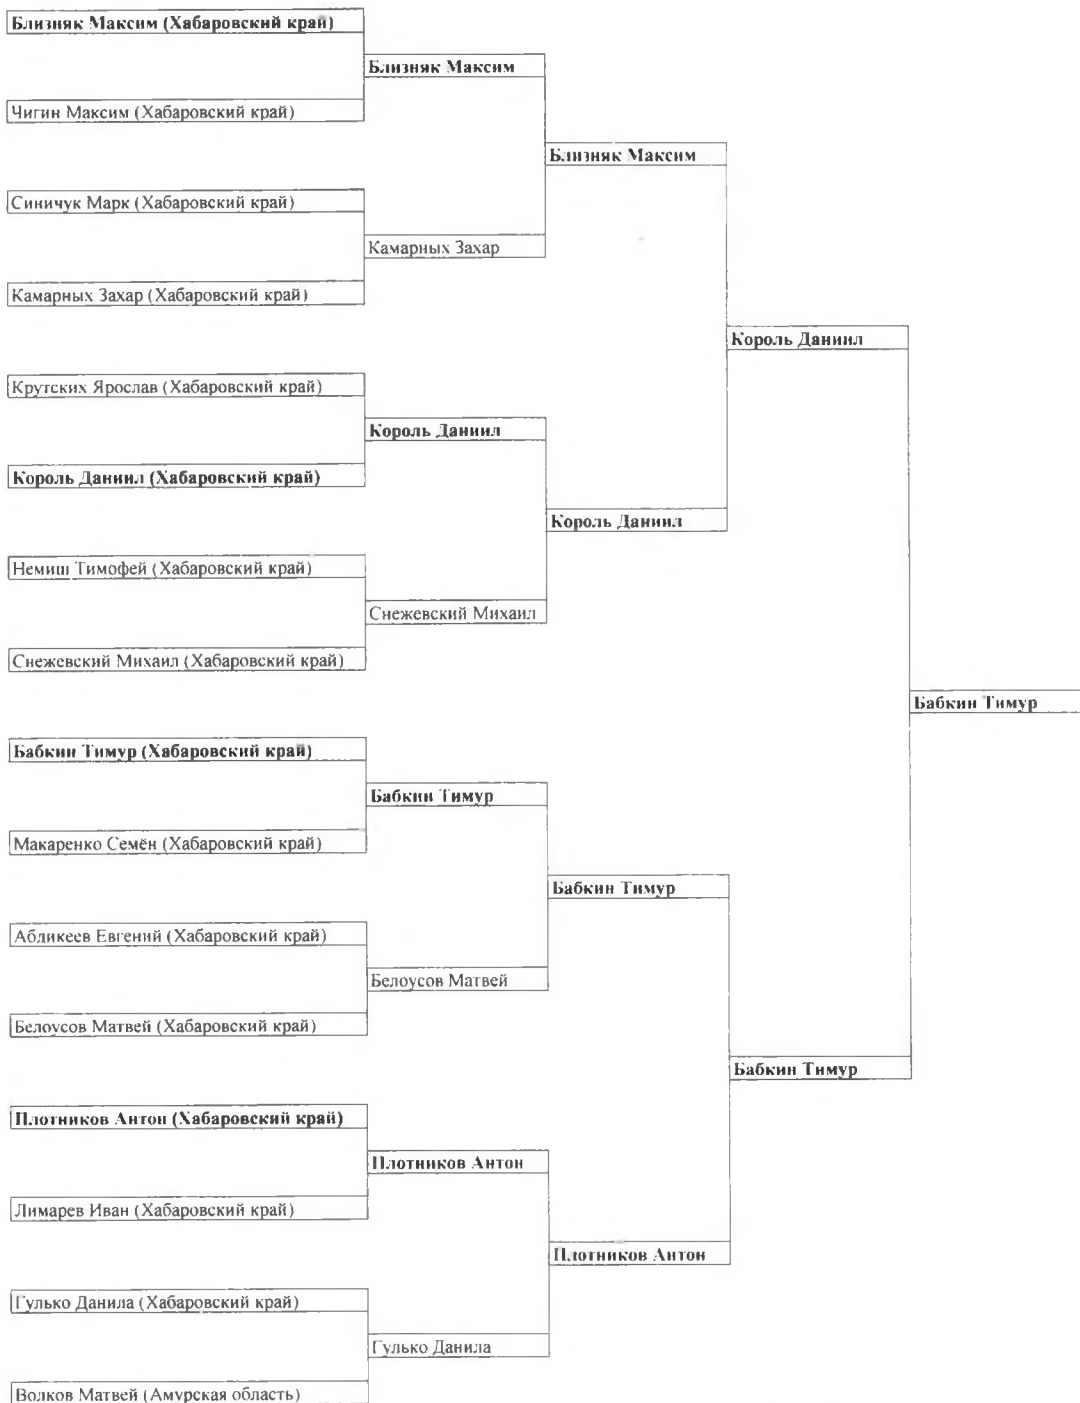 Близняк Максим (Хабаровский край)
Близняк Максим
Чигин Максим (Хабаровский край)
Близняк Максим
Синичук Марк (Хабаровский край)
Камарных Захар
Камарных Захар (Хабаровский край)
Король Даниил
Крутских Ярослав (Хабаровский край)
Король Даниил
Король Даниил (Хабаровский край)
Король Даниил
Немиш Тимофей (Хабаровский край)
Снежевский Михаил
Снежевский Михаил (Хабаровский край)
Бабкин Тимур
Бабкин Тимур (Хабаровский край)
Бабкин Тимур
Макаренко Семён (Хабаровский край)
Бабкин Тимур
Абликеев Евгений (Хабаровский край)
Белоусов Матвей
Белоусов Матвей (Хабаровский край)
Бабкин Тимур
Плотников Антон (Хабаровский край)
Плотников Антон
Лимарев Иван (Хабаровский край)
Плотников Антон
Гулько Данила (Хабаровский край)
Гулько Данила
Волков Матвей (Амурская область)